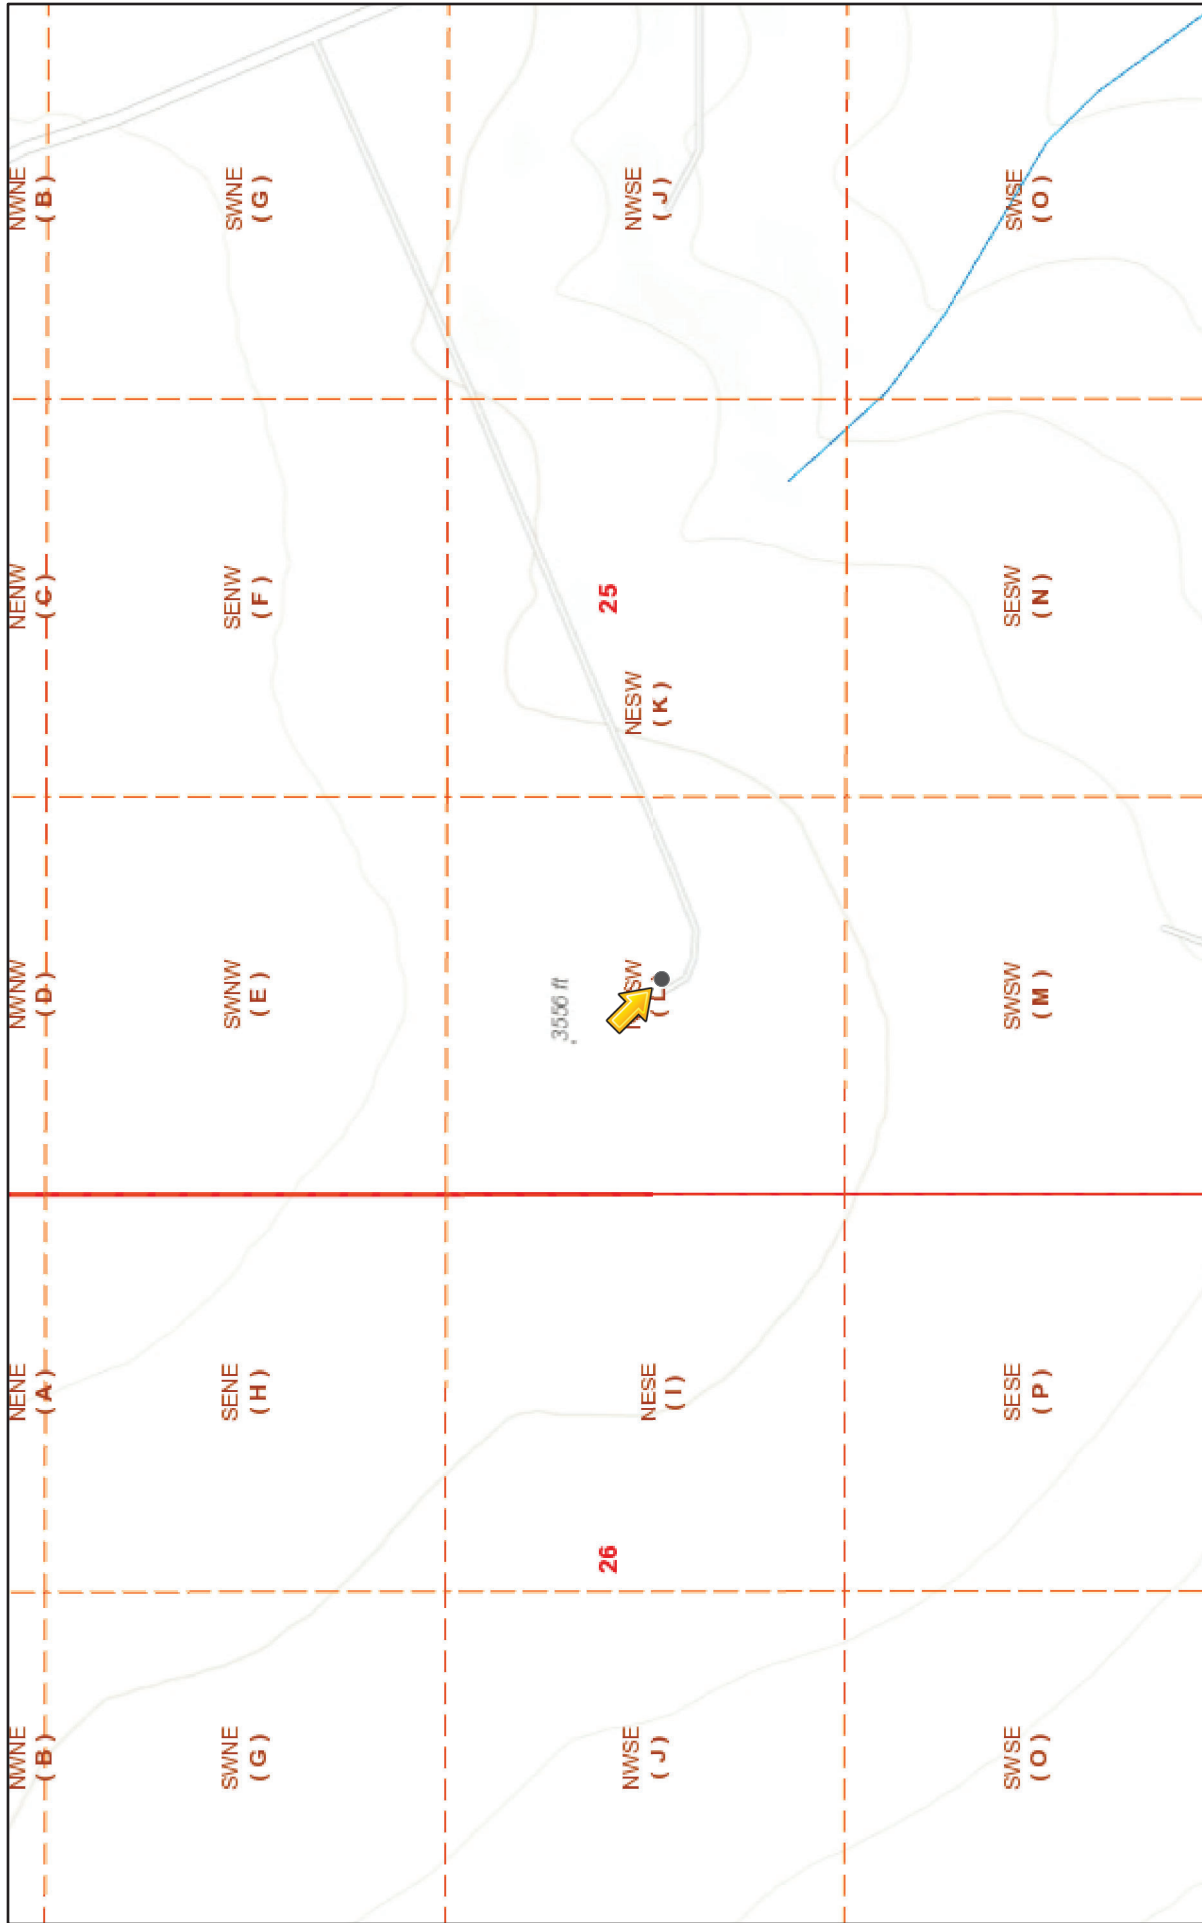 NWNE
( B )
NENE
( A )
NWNW
( D )
NENW
( C )
NWNE
( B )
SWNE
( G )
SENE
( H )
SWNW
( E )
SENW
( F )
SWNE
( G )
3556 ft
26
25
NWSE
( J )
NESE
( I )
NESW
( K )
NWSE
( J )
SWSE
( O )
SESE
( P )
SWSW
( M )
SESW
( N )
SWSE
( O )